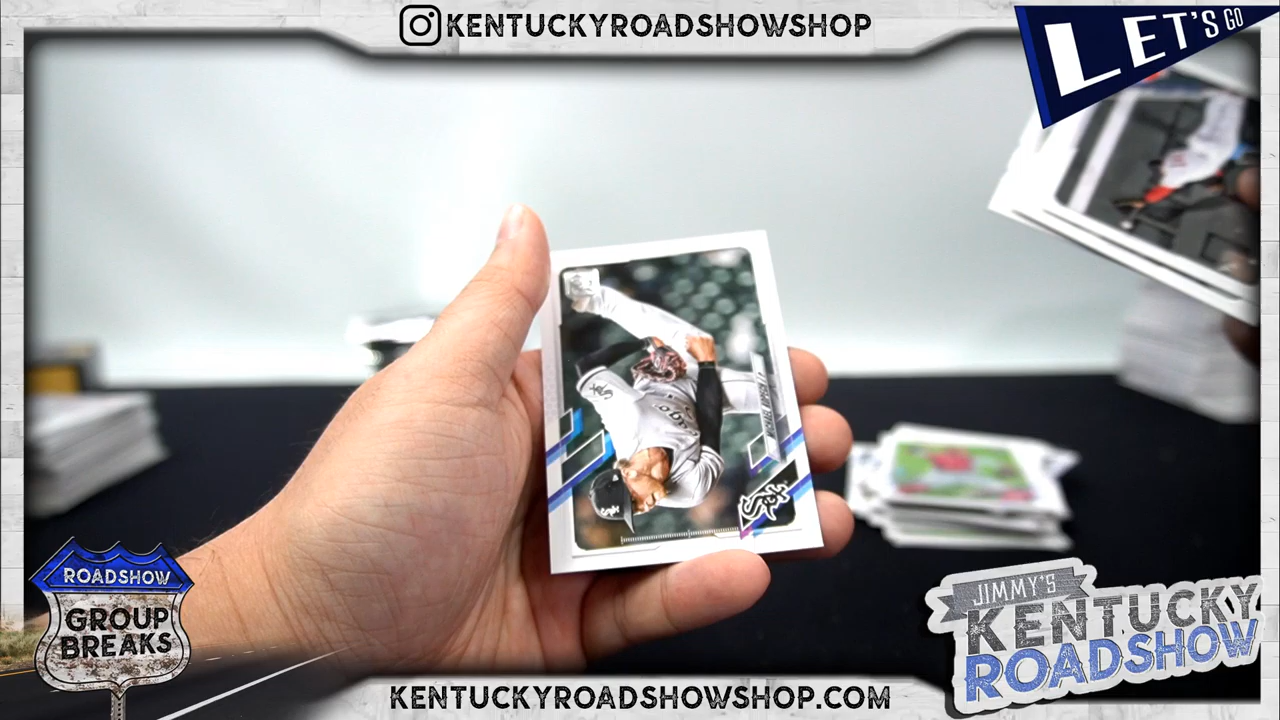 KENTUCKYROADSHOWSHOP
LET'S GO
ROADSHOW
GROUP
BREAKS
JIMMY'S
KENTUCKY
ROADSHOW
KENTUCKYROADSHOWSHOP.COM